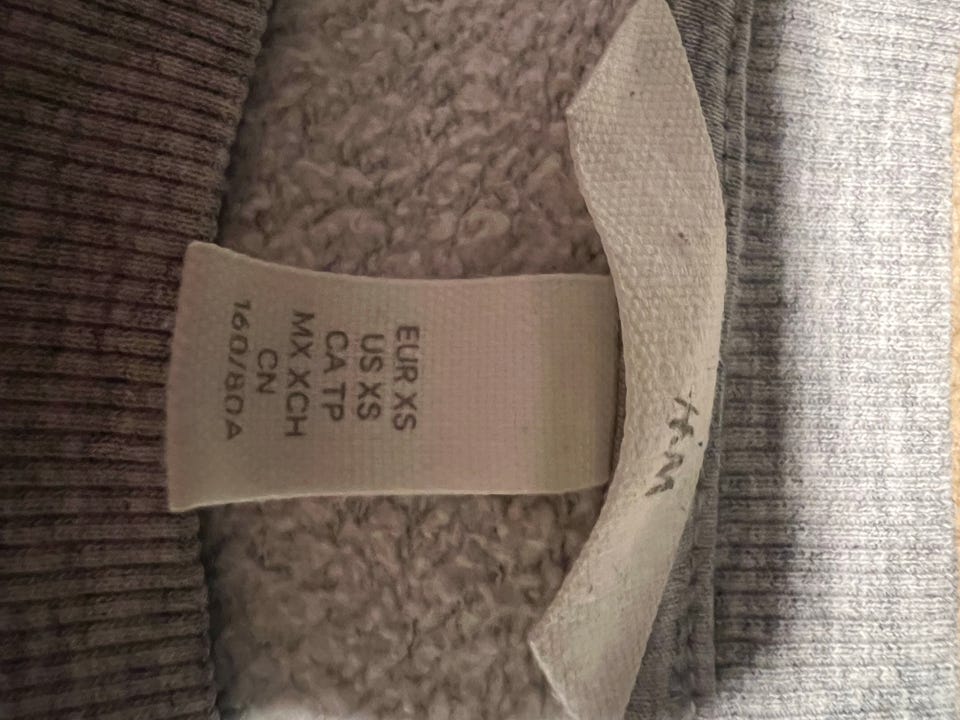 H&M
EUR XS
US XS
CA TP
MX XCH
CN
160/80A